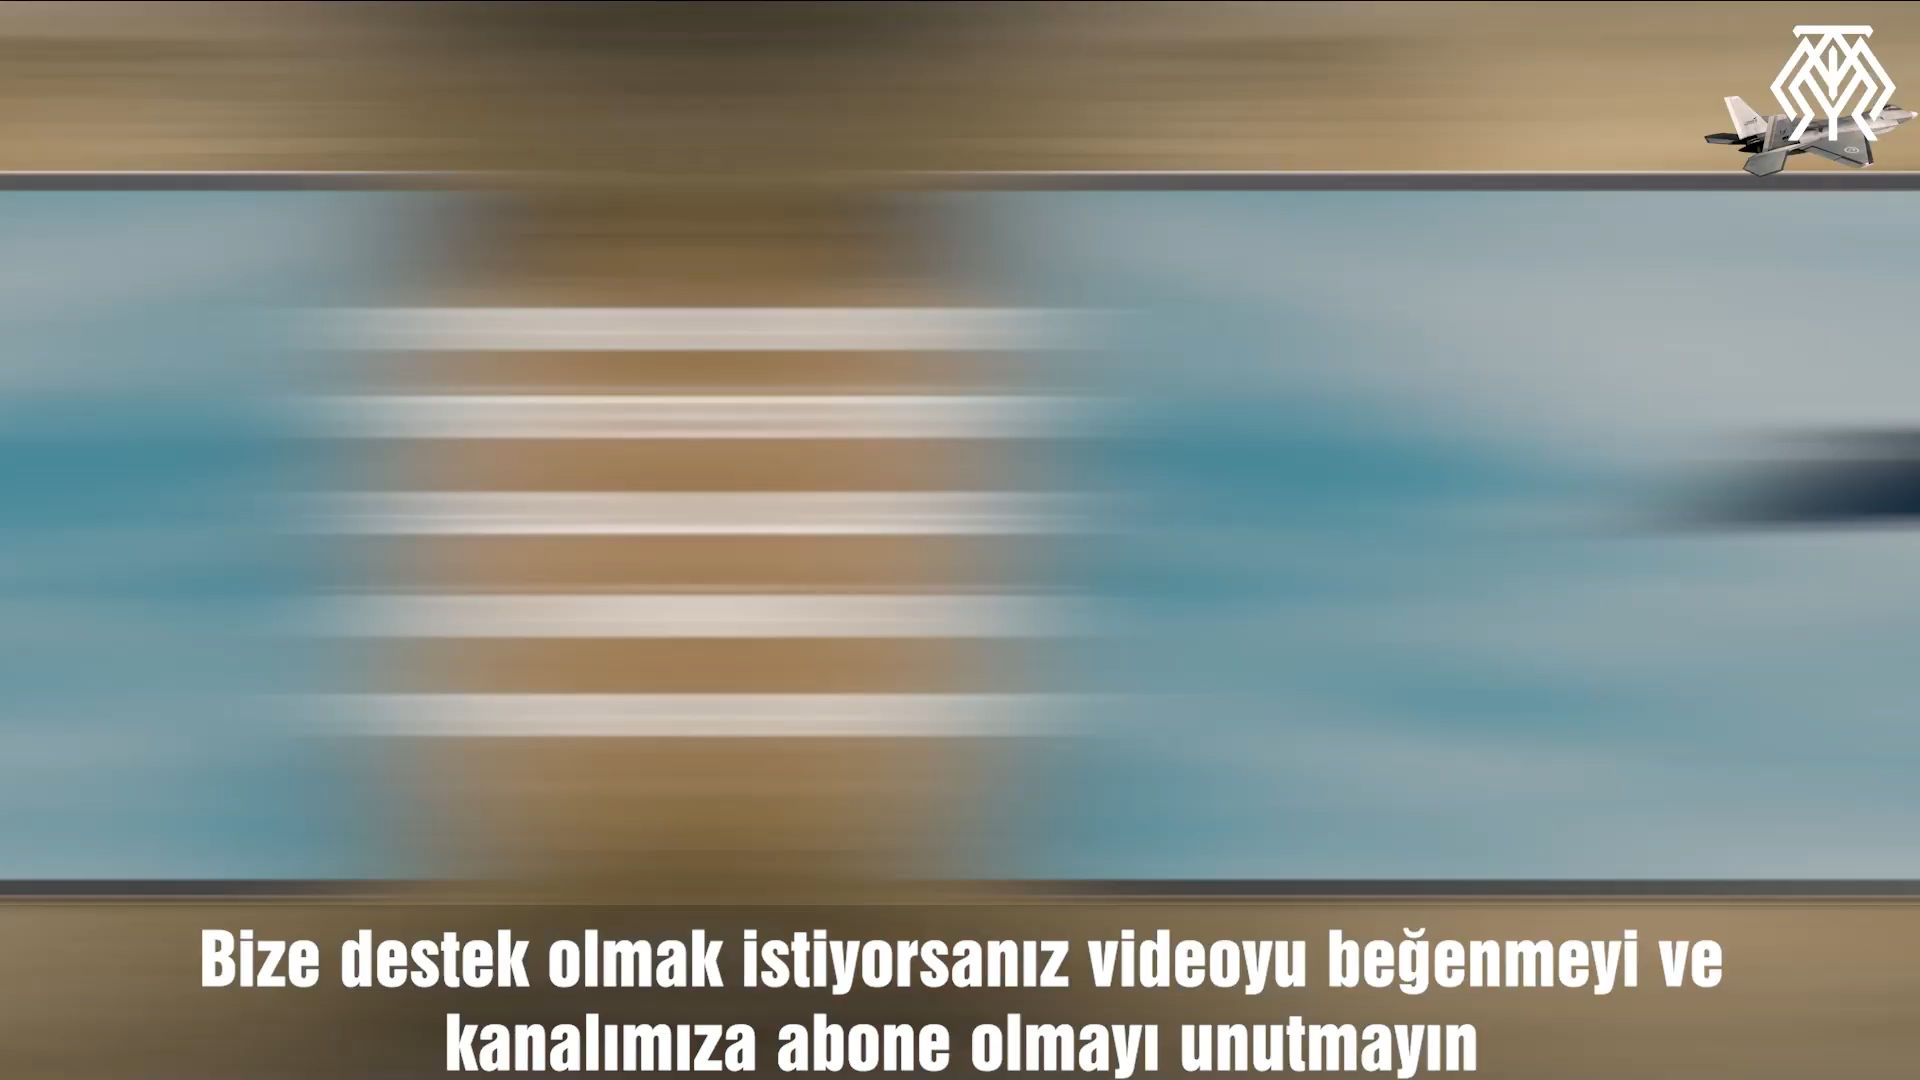 Bize destek olmak istiyorsanız videoyu beğenmeyi ve
kanalımıza abone olmayı unutmayın